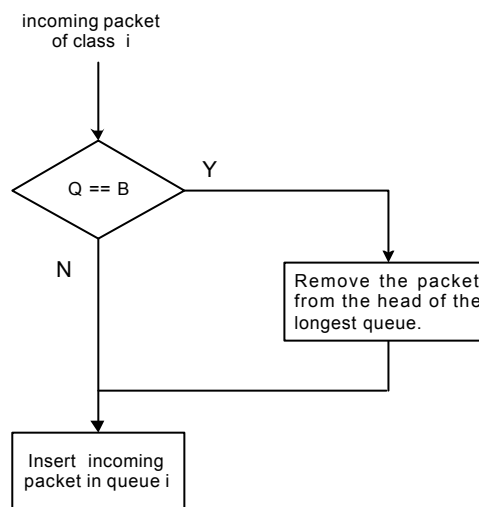 incoming packet
of class i
Q == B
Y
N
Remove the packet
from the head of the
longest queue.
Insert incoming
packet in queue i